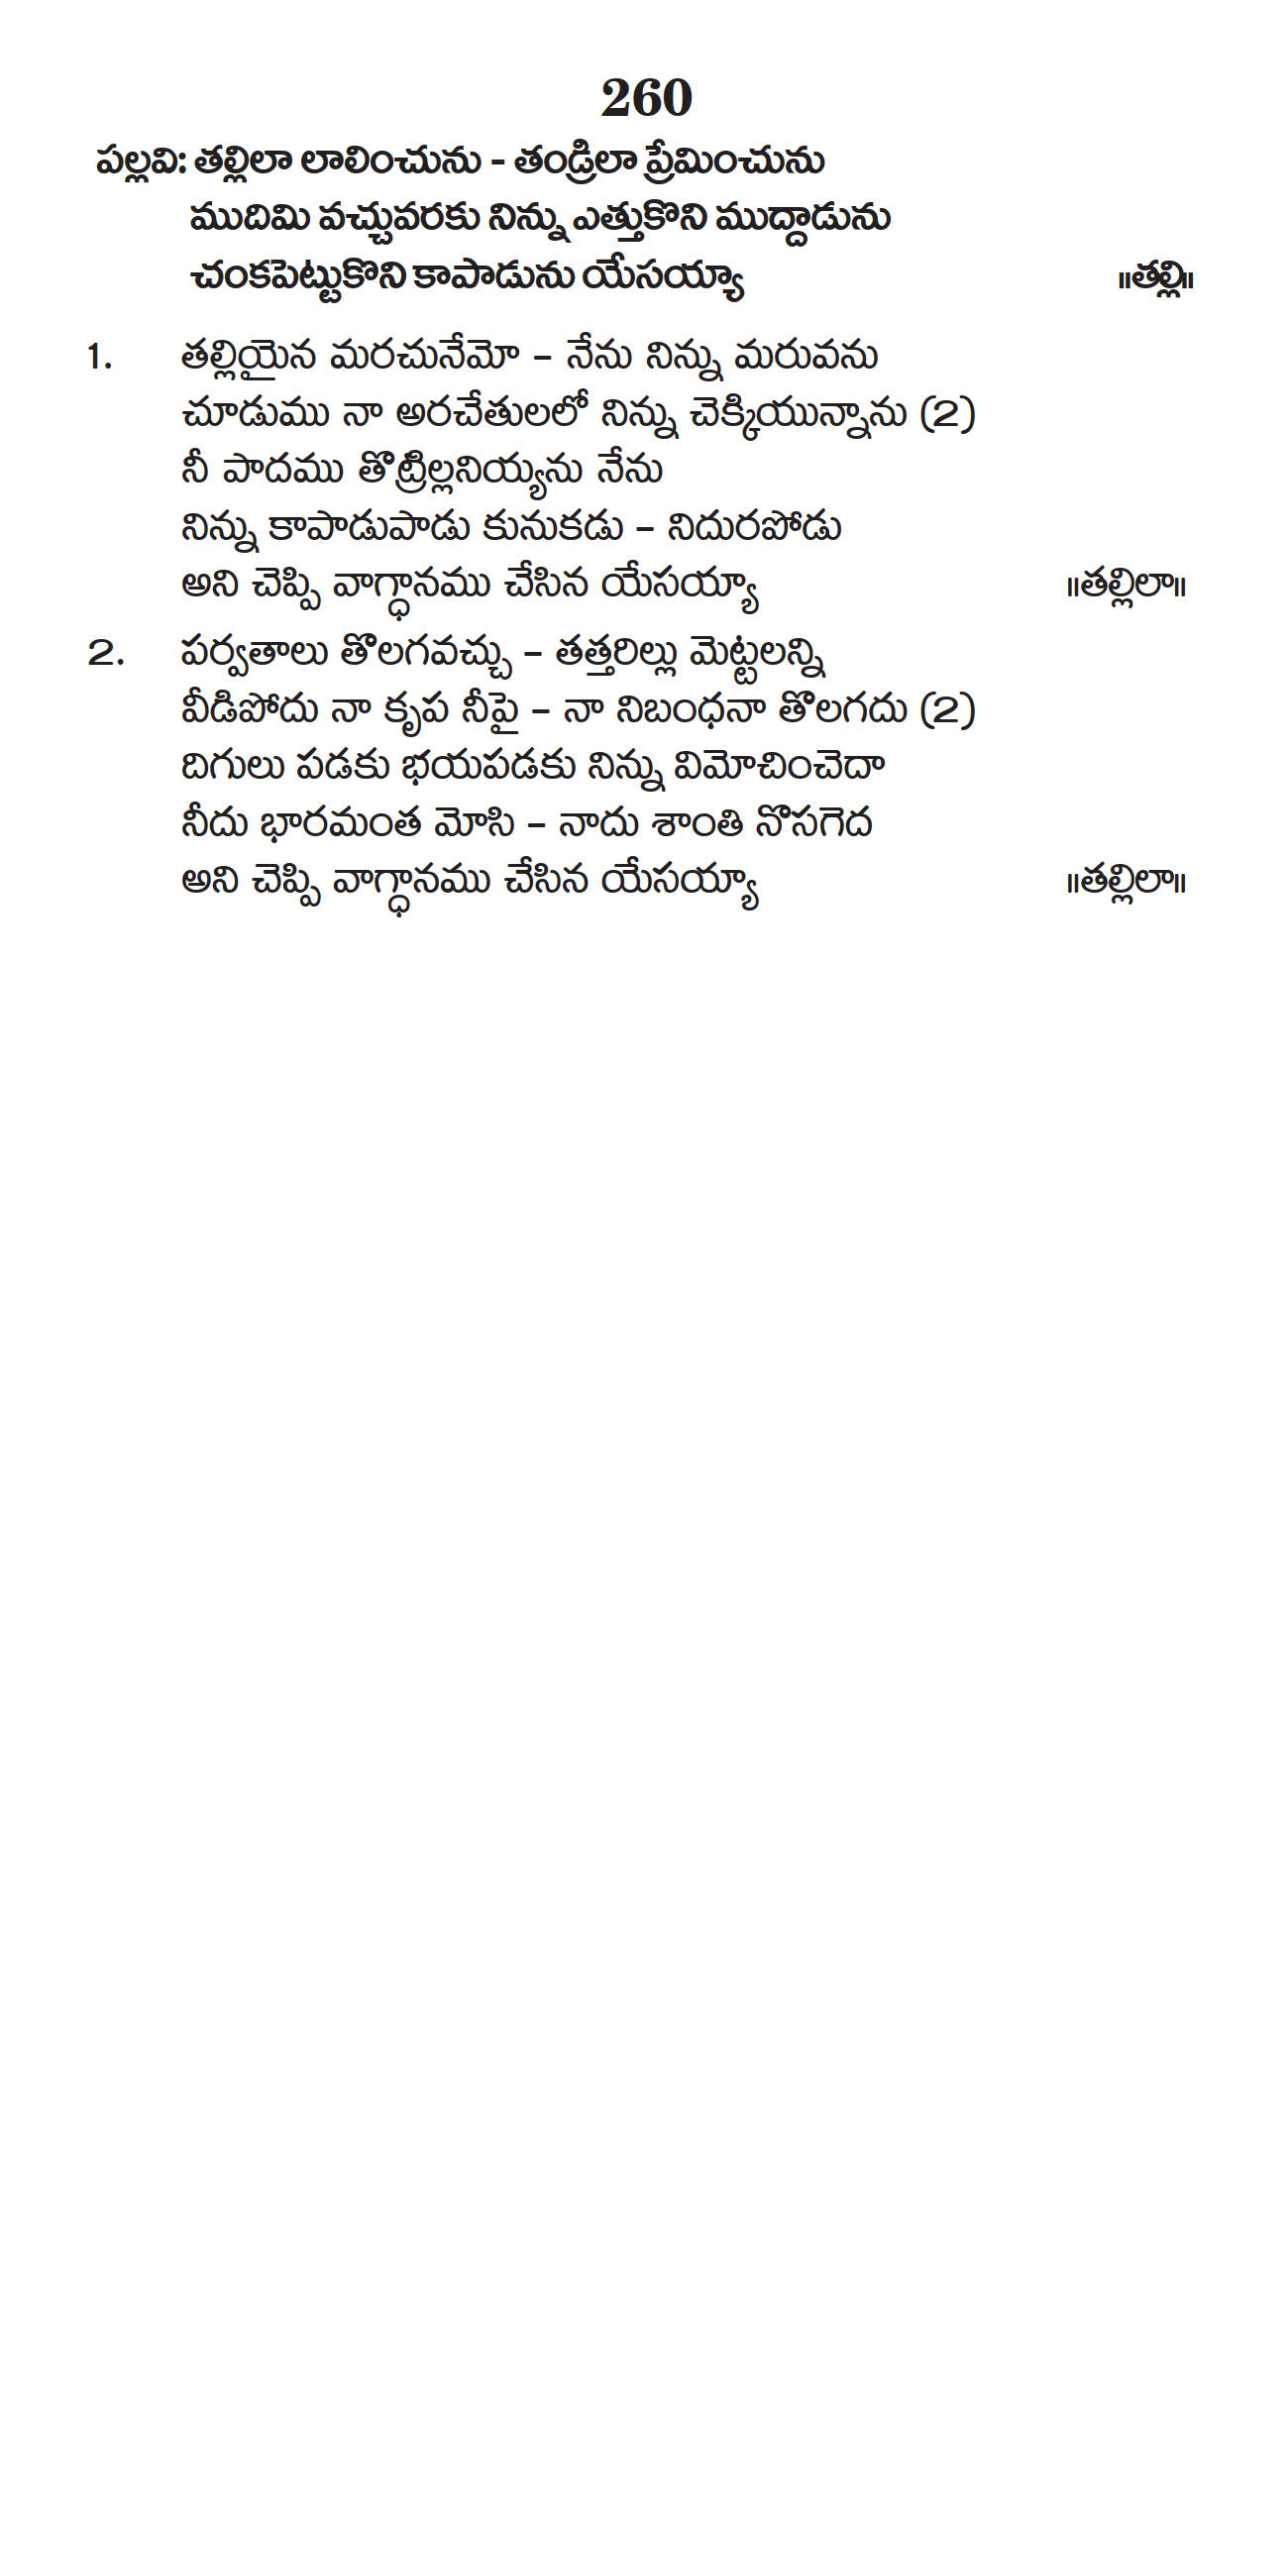 260
పల్లవి: తల్లిలా లాలించును - తండ్రిలా ప్రేమించును
ముదిమి వచ్చువరకు నిన్ను ఎత్తుకొని ముద్దాడును
చంకపెట్టుకొని కాపాడును యేసయ్యా ॥తల్లి॥
1. తల్లియైన మరచునేమో – నేను నిన్ను మరువను
చూడుము నా అరచేతులలో నిన్ను చెక్కియున్నాను (2)
నీ పాదము తొట్రిల్లనియ్యను నేను
నిన్ను కాపాడుపాడు కునుకడు – నిదురపోడు
అని చెప్పి వాగ్ధానము చేసిన యేసయ్యా ॥తల్లిలా॥
2. పర్వతాలు తొలగవచ్చు – తత్తరిల్లు మెట్టలన్ని
వీడిపోదు నా కృప నీపై – నా నిబంధనా తొలగదు (2)
దిగులు పడకు భయపడకు నిన్ను విమోచించెదా
నీదు భారమంత మోసి – నాదు శాంతి నొసగెద
అని చెప్పి వాగ్ధానము చేసిన యేసయ్యా ॥తల్లిలా॥